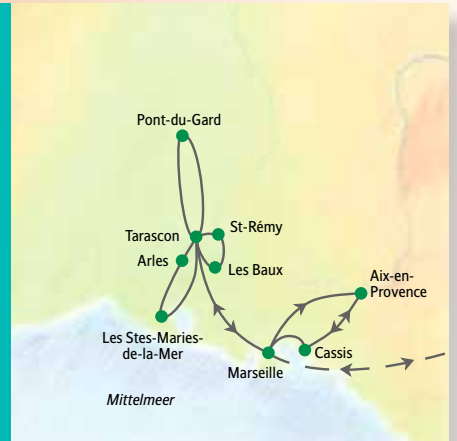 Pont-du-Gard
St-Rémy
Tarascon
Arles
Les Baux
Aix-en-
Provence
Les Stes-Maries-
de-la-Mer
Cassis
Marseille
Mittelmeer